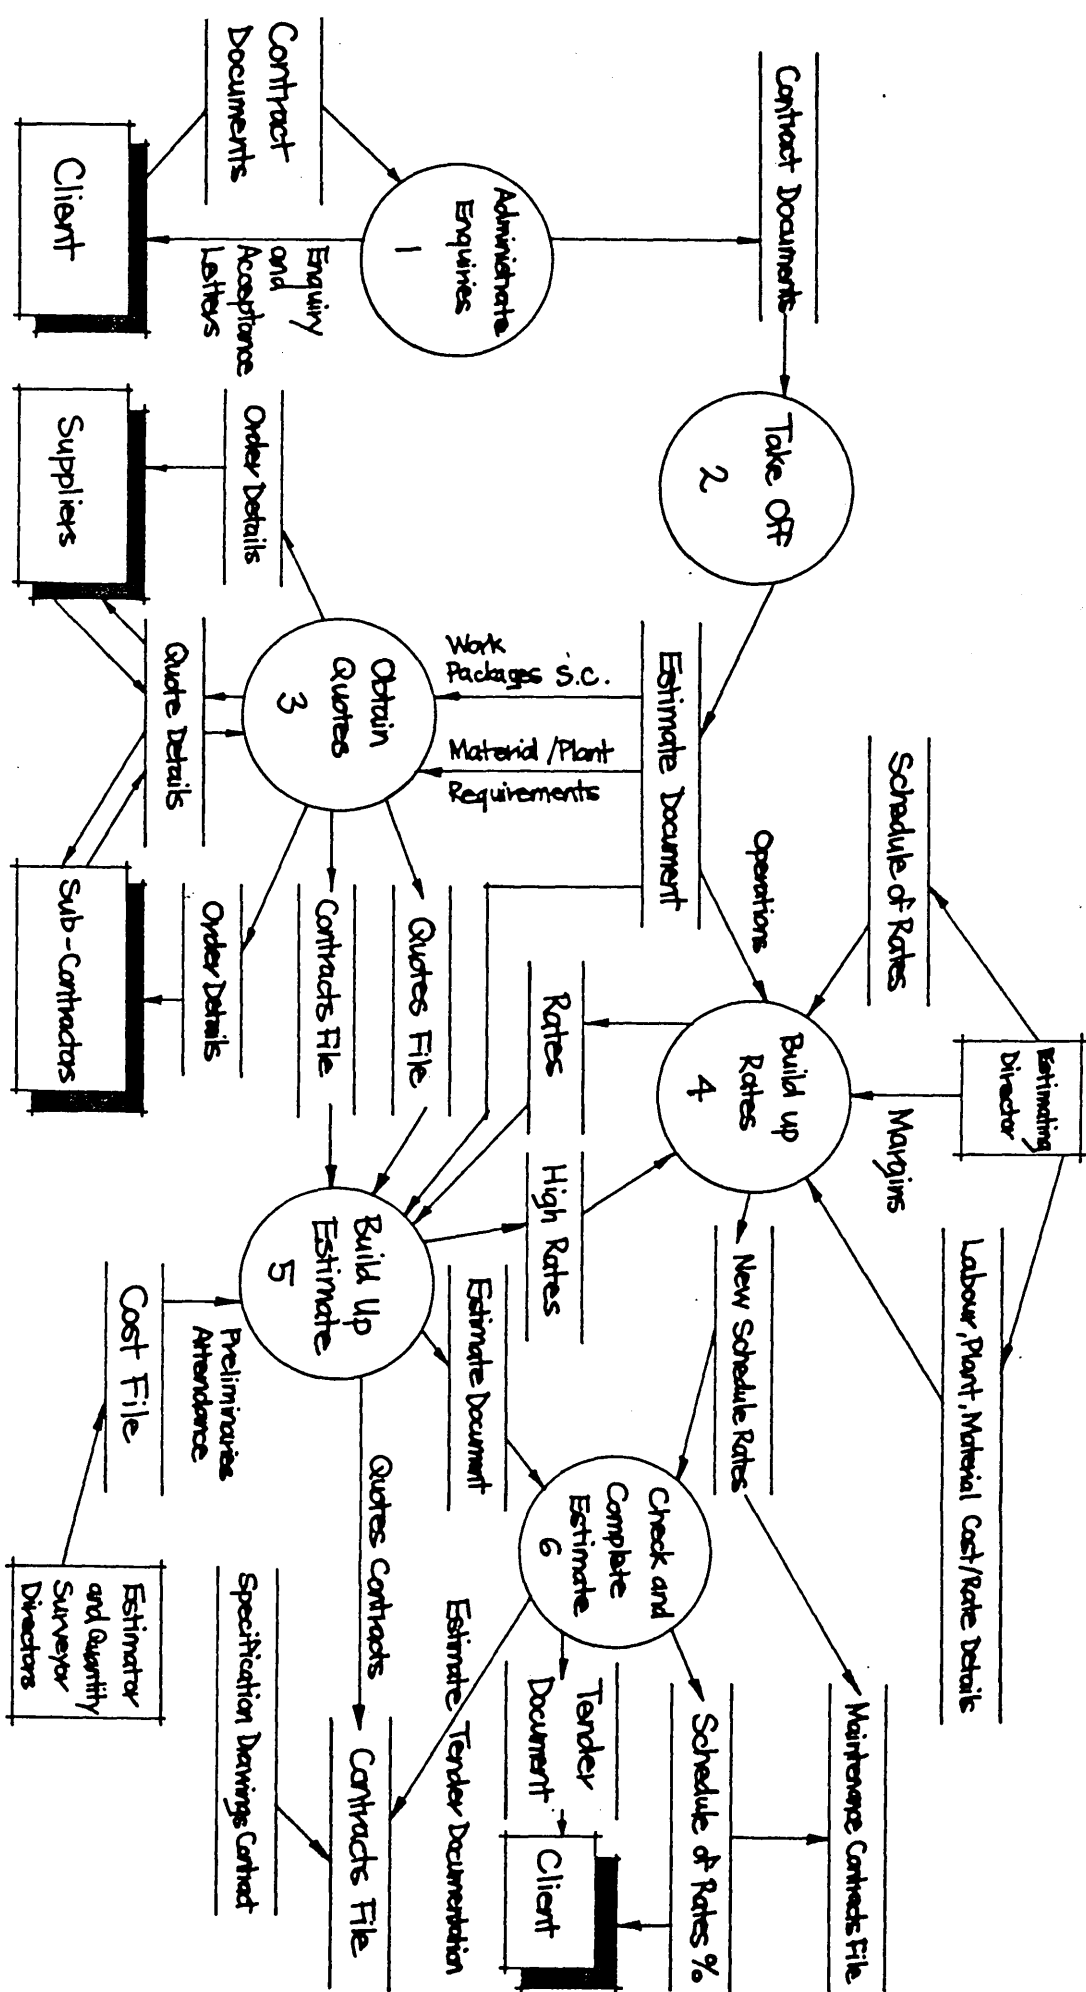 Contract
Documents
Client
Administrate
Enquiries
1
Enquiry
and
Acceptance
Letters
Contract Documents
Take Off
2
Suppliers
Order Details
Quote Details
Obtain
Quotes
3
Work
Packages S.C.
Material/Plant
Requirements
Estimate Document
Operations
Schedule of Rates
Estimating
Director
Margins
Build up
Rates
4
Rates
High Rates
Quotes File
Contracts File
Order Details
Sub-Contractors
Labour, Plant, Material Cost/Rate Details
New Schedule Rates
Build Up
Estimate
5
Estimate Document
Cost File
Preliminaries
Attendance
Estimator
and Quantity
Surveyor
Directors
Quotes Contracts
Check and
Complete
Estimate
6
Maintenance Contracts File
Schedule of Rates %
Tender
Document
Client
Estimate Tender Documentation
Contracts File
Specification Drawings Contract